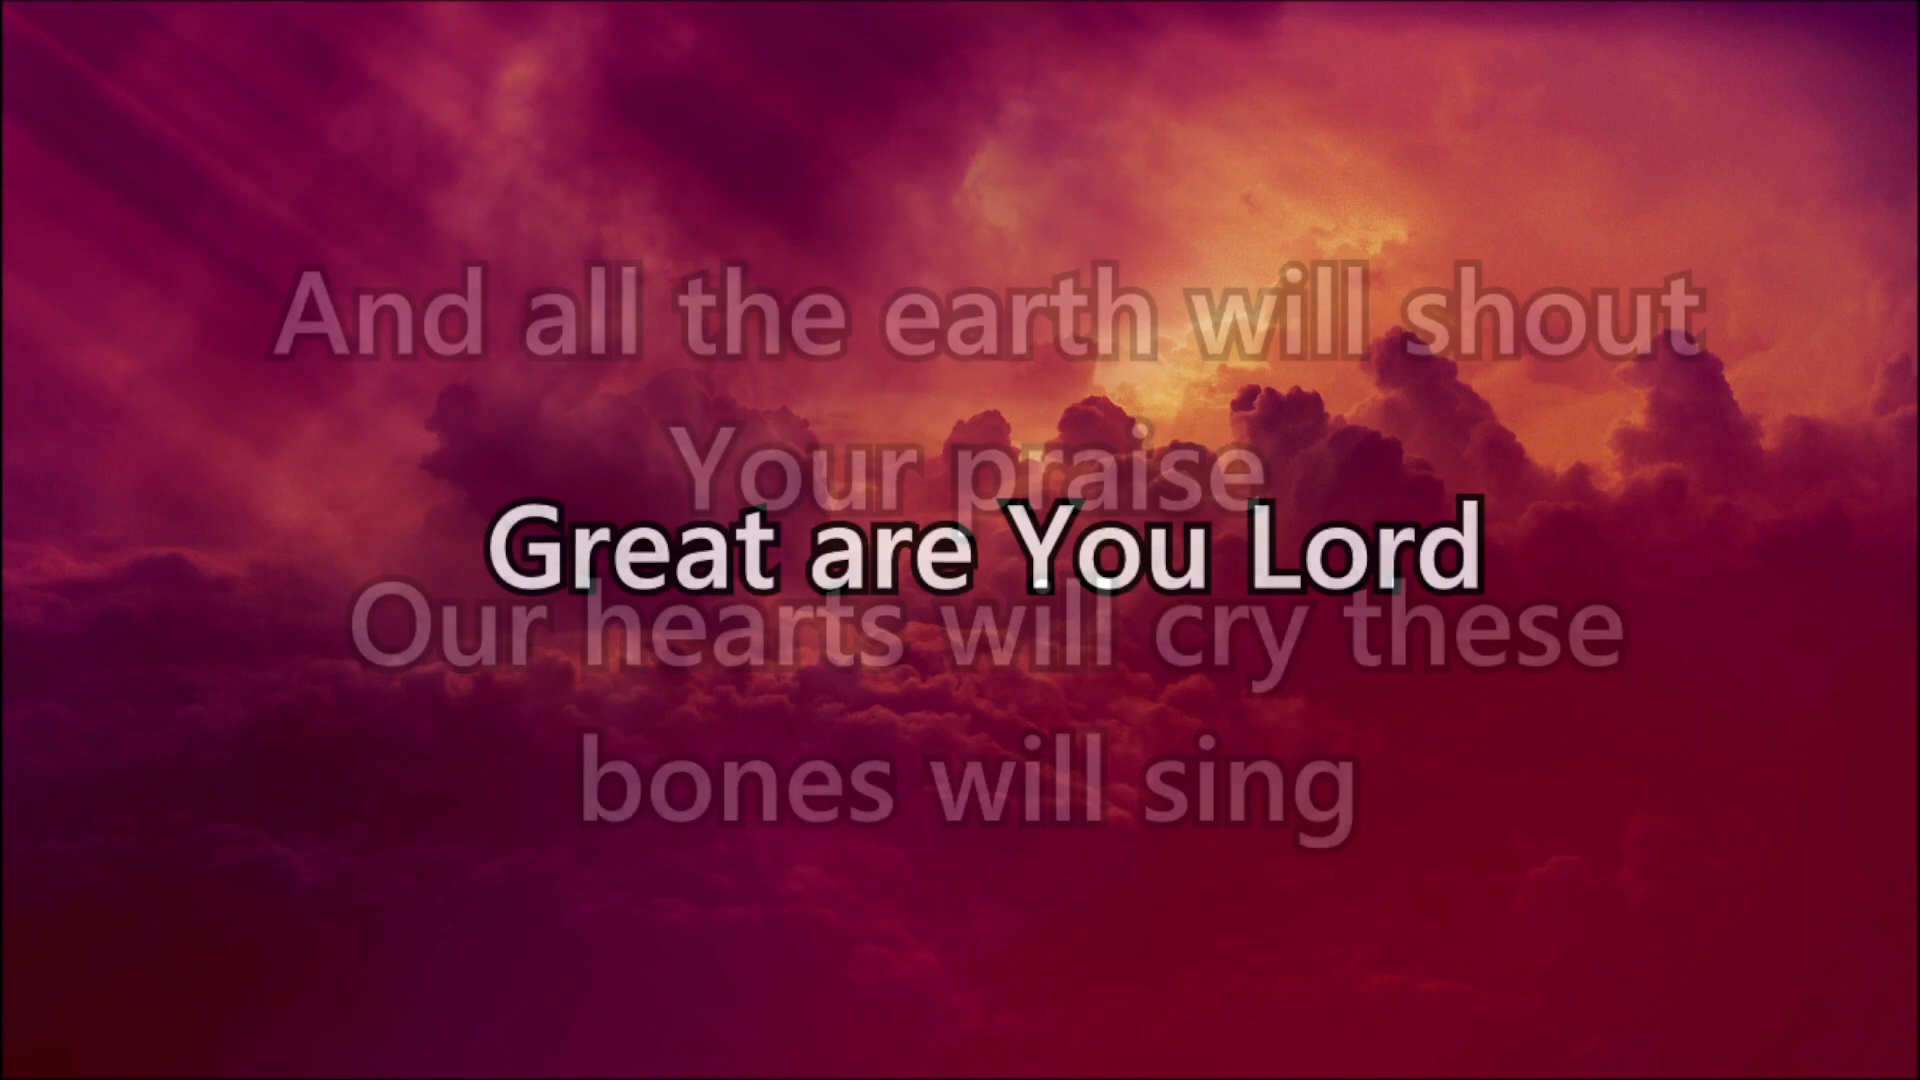 And all the earth will shout
Your praise
Great are You Lord
Our hearts will cry these
bones will sing